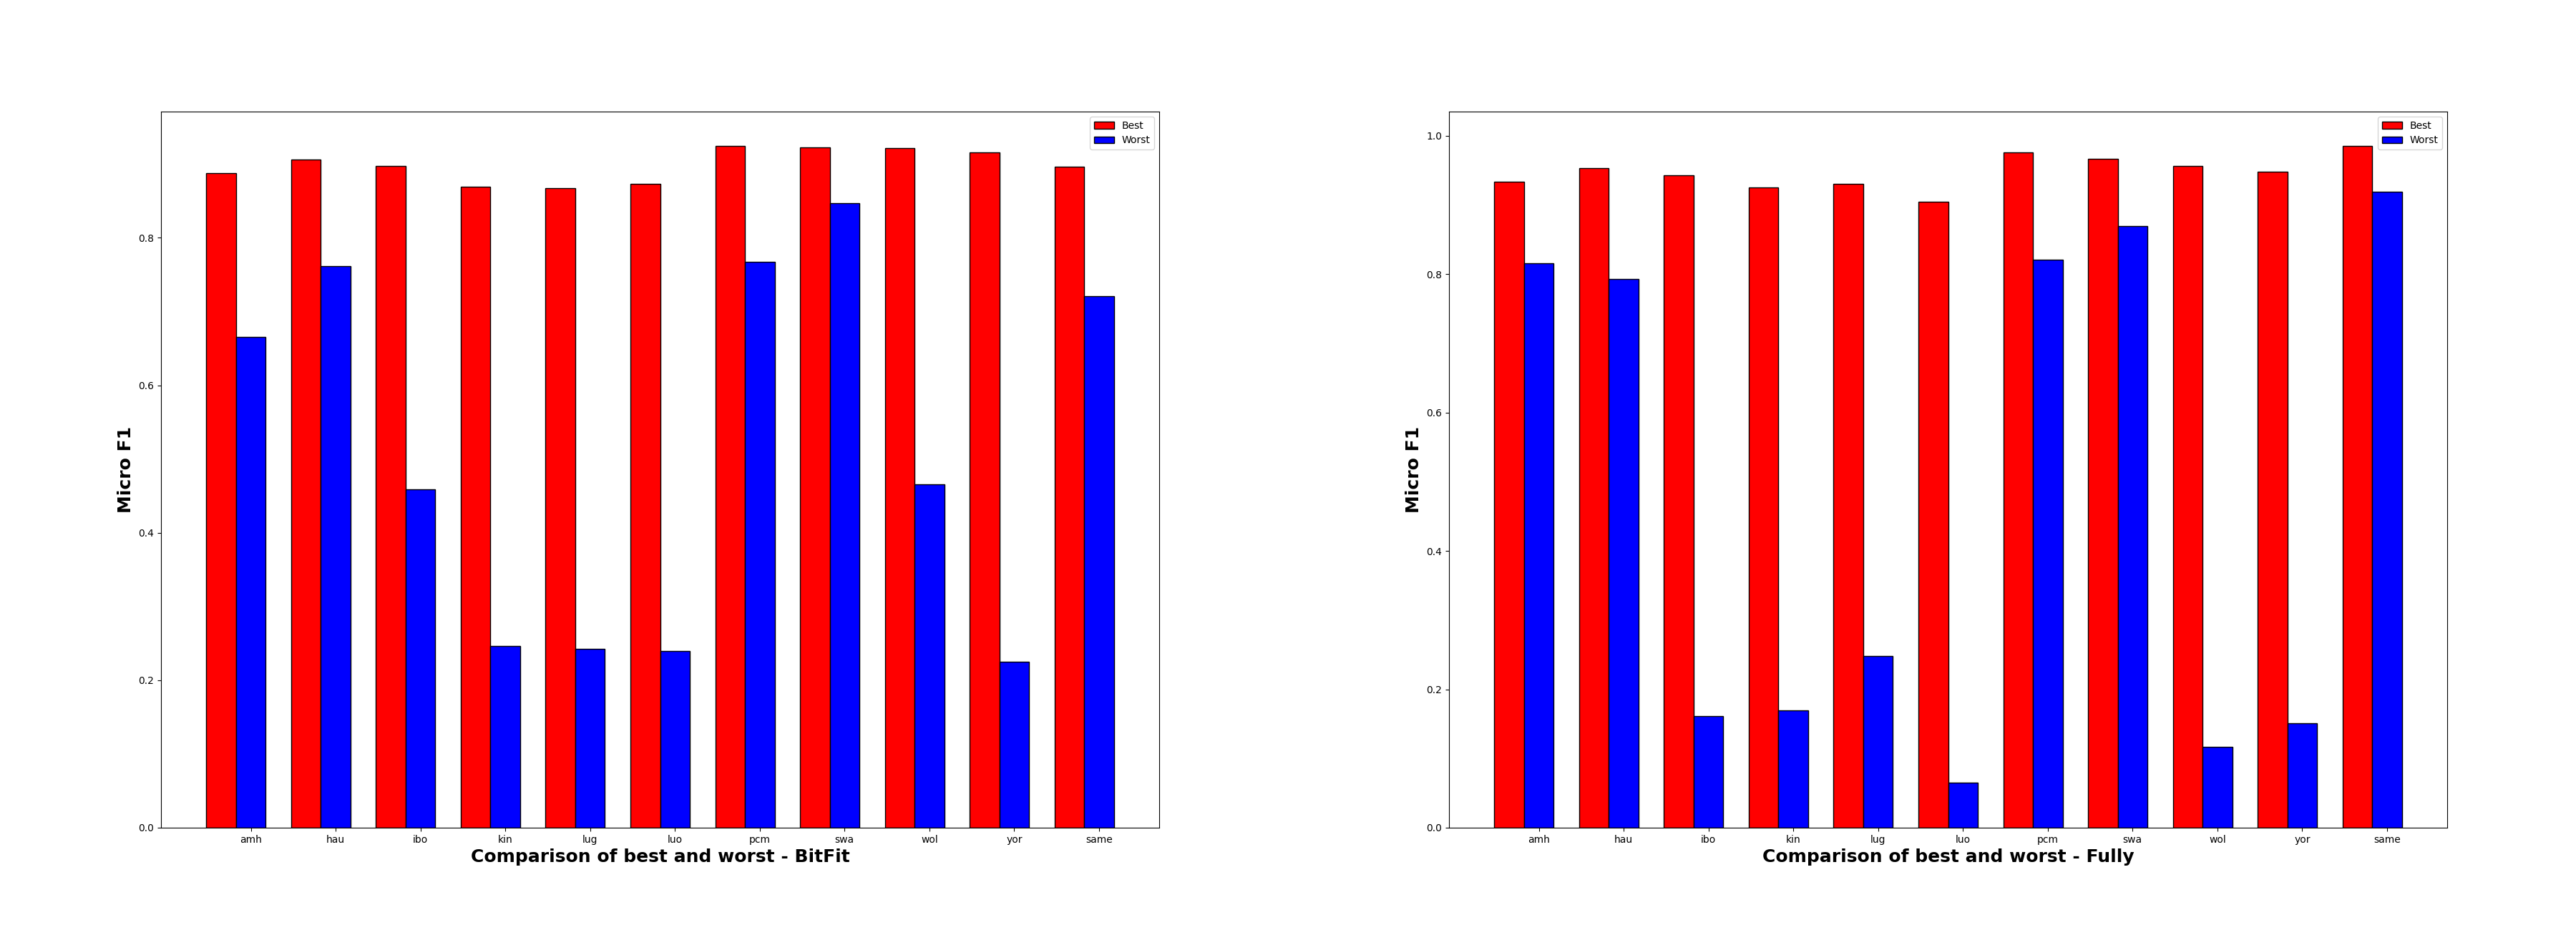 Best
Worst
Micro F1
0.8
0.6
0.4
0.2
0.0
amh hau ibo kin lug luo pcm swa wol yor same
Comparison of best and worst - BitFit
Best
Worst
Micro F1
1.0
0.8
0.6
0.4
0.2
0.0
amh hau ibo kin lug luo pcm swa wol yor same
Comparison of best and worst - Fully